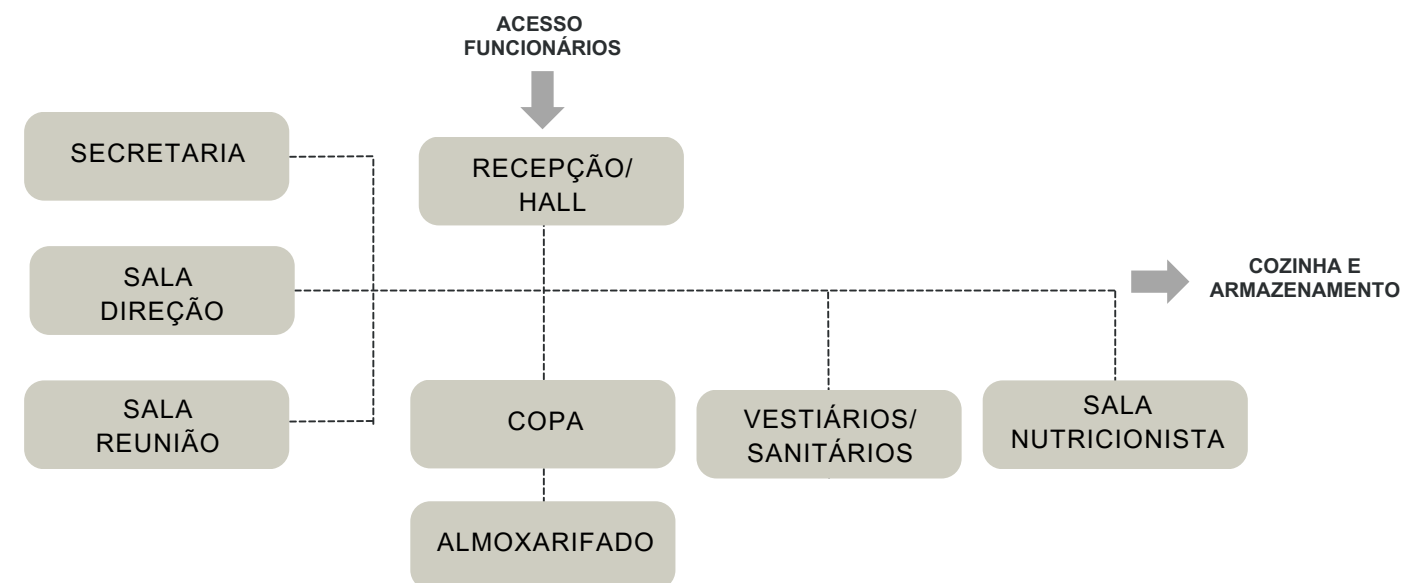 ACESSO
FUNCIONÁRIOS
SECRETARIA
RECEPÇÃO/
HALL
SALA
DIREÇÃO
COZINHA E
ARMAZENAMENTO
SALA
REUNIÃO
COPA
VESTIÁRIOS/
SANITÁRIOS
SALA
NUTRICIONISTA
ALMOXARIFADO